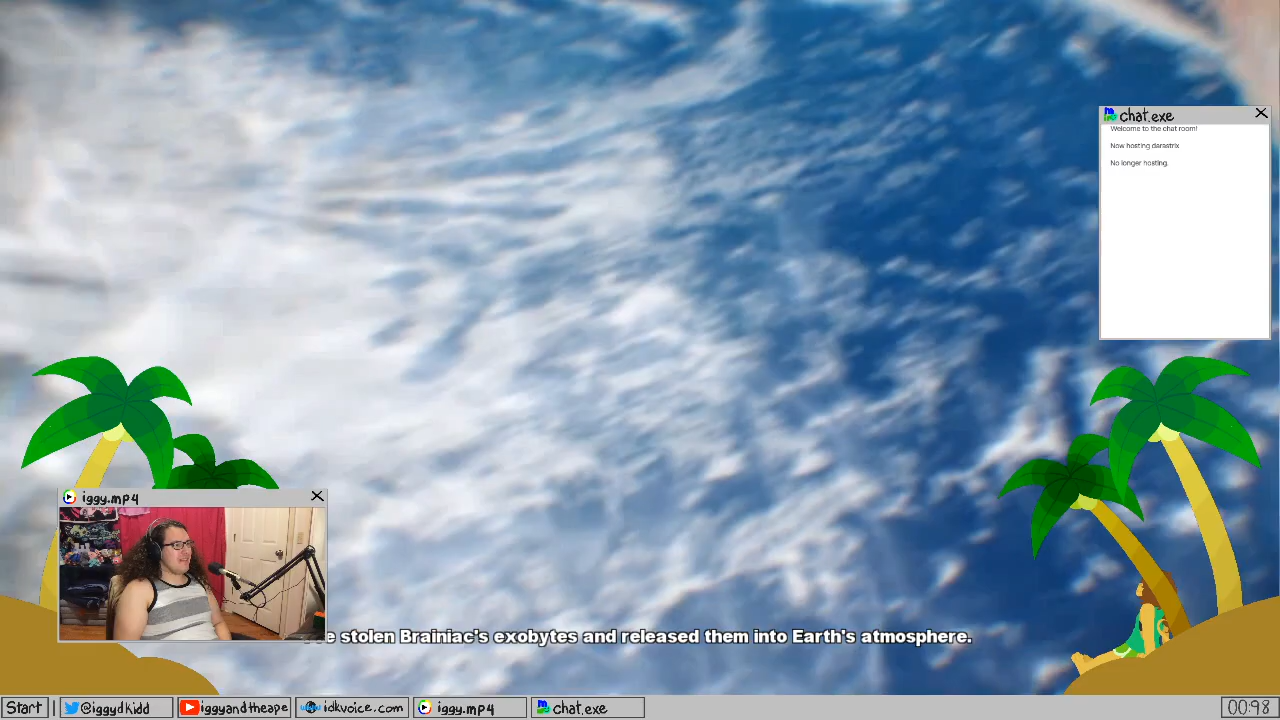 chat.exe
Welcome to the chat room!
Now hosting darastrix
No longer hosting.
iggy.mp4
stolen Brainiac's exobytes and released them into Earth's atmosphere.
Start | @iggydkidd iggyandtheape idkvoice.com iggy.mp4 chat.exe 00:98